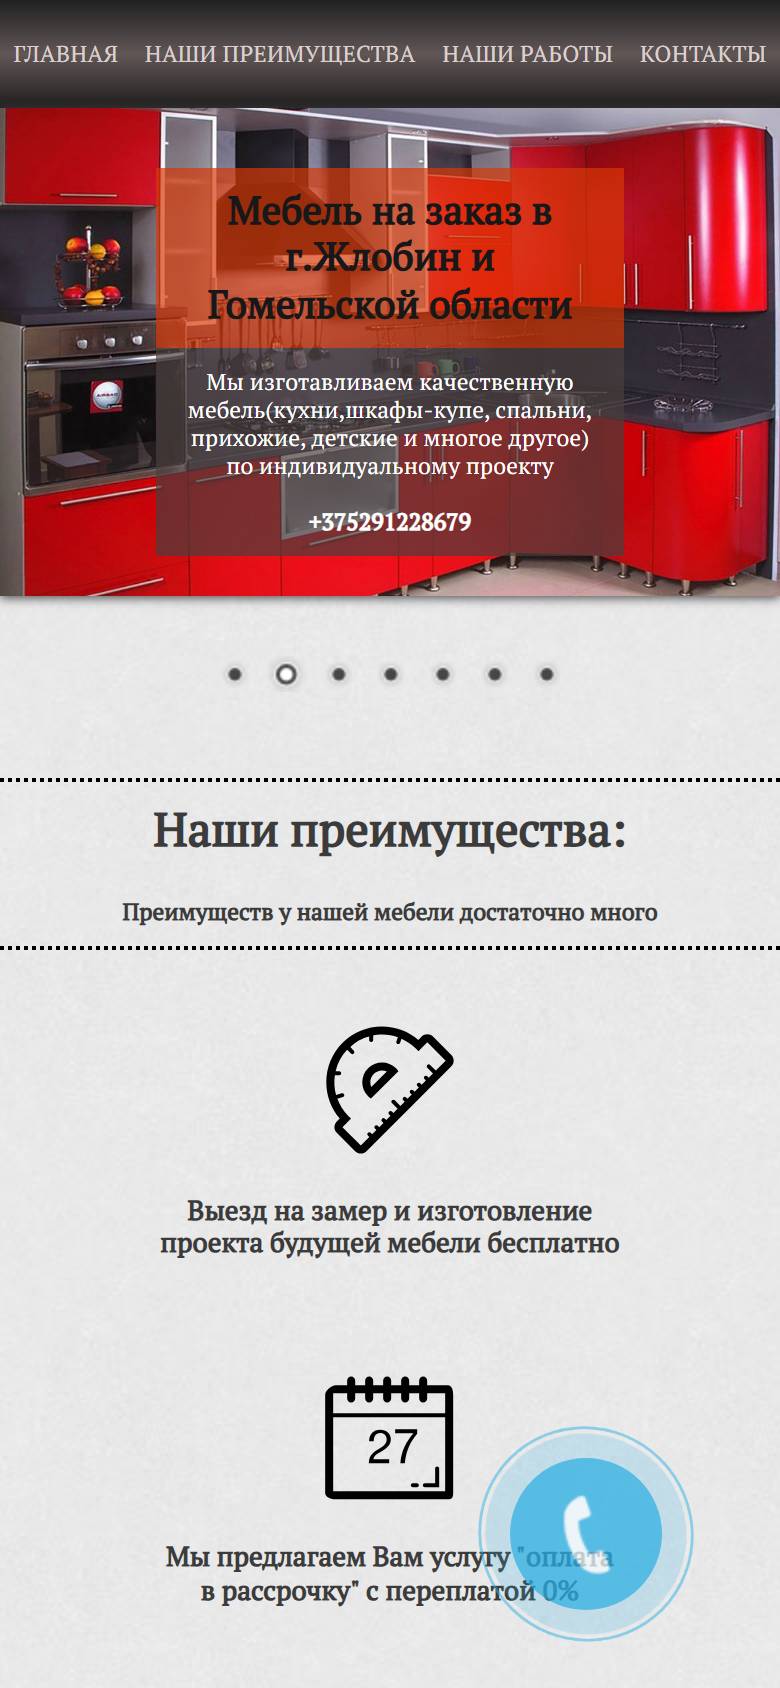 ГЛАВНАЯ НАШИ ПРЕИМУЩЕСТВА НАШИ РАБОТЫ КОНТАКТЫ
Мебель на заказ в
г.Жлобин и
Гомельской области
Мы изготавливаем качественную
мебель(кухни,шкафы-купе, спальни,
прихожие, детские и многое другое)
по индивидуальному проекту
+375291228679
Наши преимущества:
Преимуществ у нашей мебели достаточно много
Выезд на замер и изготовление
проекта будущей мебели бесплатно
27
Мы предлагаем Вам услугу "оплата
в рассрочку" с переплатой 0%